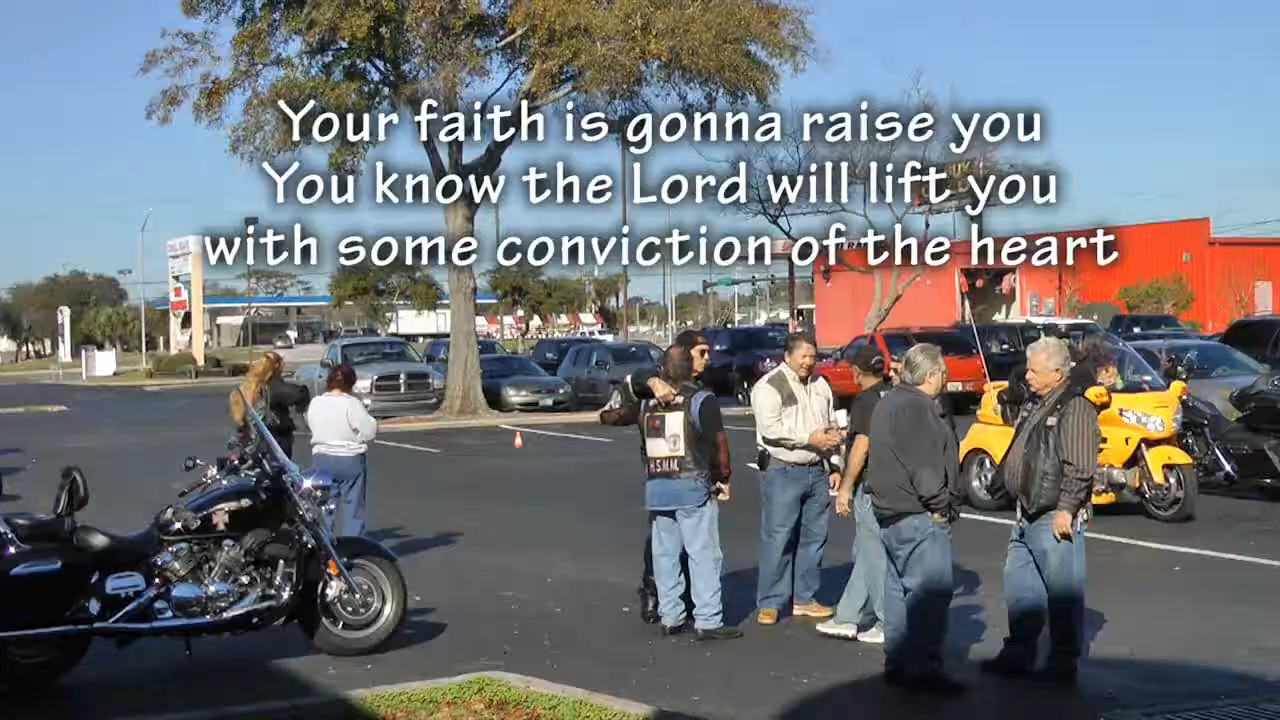 Your faith is gonna raise you
You know the Lord will lift you
with some conviction of the heart